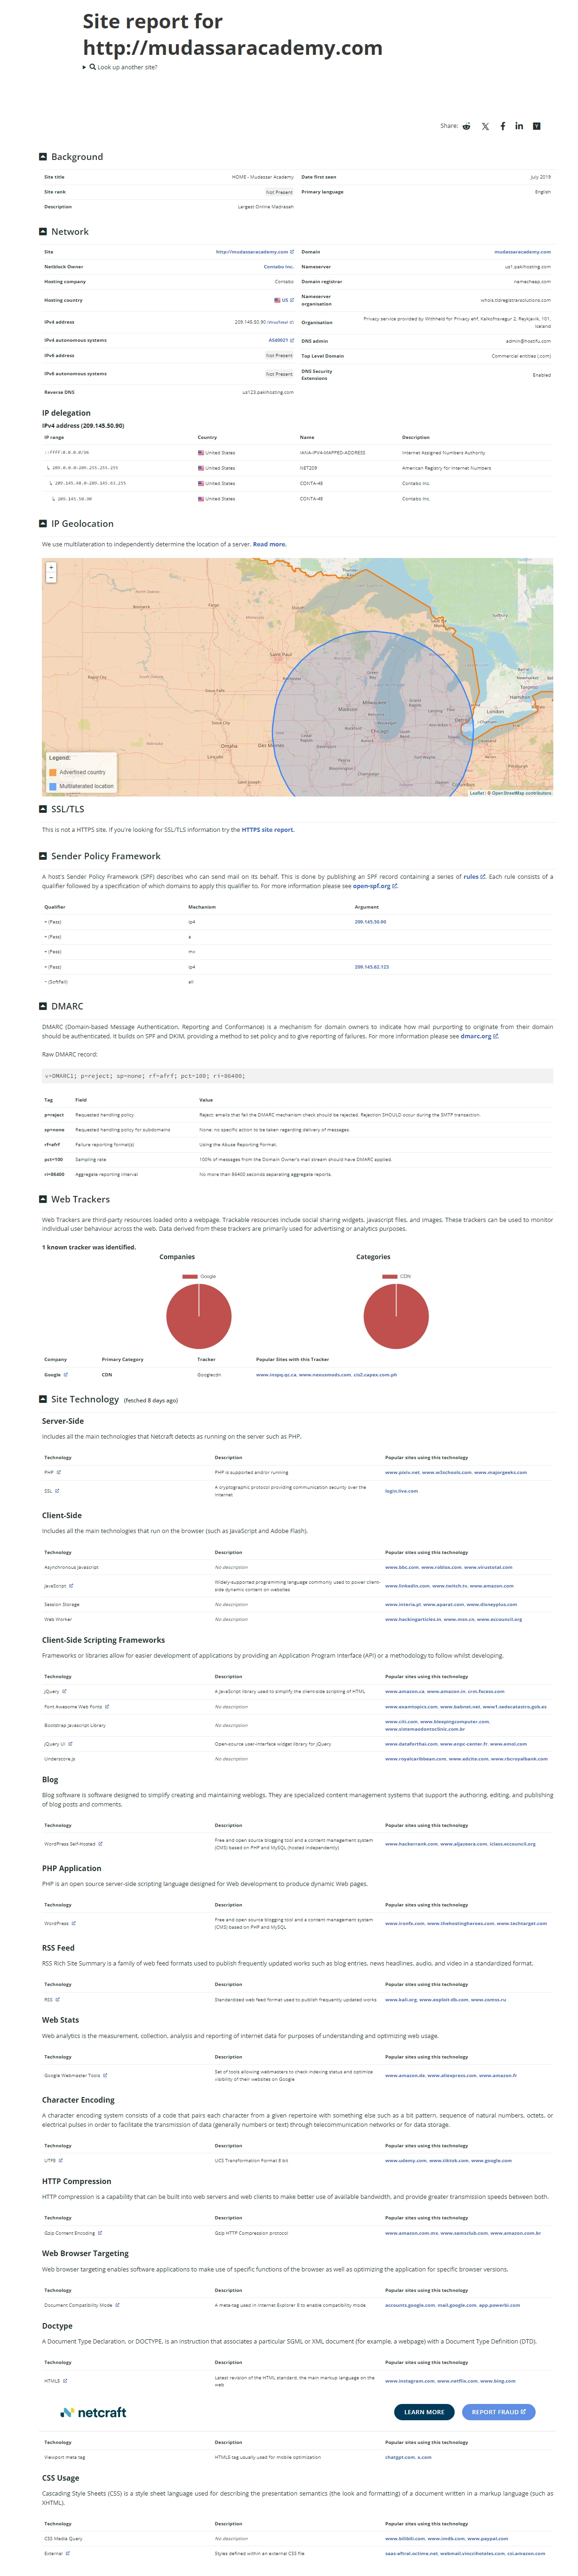 Site report for
http://mudassaracademy.com
Look up another site?
Share:
Background
Site title HOME - Mudassar Academy Date first seen July 2019
Site rank Not Present Primary language English
Description Largest Online Madrasah
Network
Site http://mudassaracademy.com Domain mudassaracademy.com
Netblock Owner Contabo Inc. Nameserver us1.pakihosting.com
Hosting company Contabo Domain registrar namecheap.com
Hosting country US Nameserver organisation whois.tldregistrarsolutions.com
IPv4 address 209.145.50.90 (VirusTotal) Organisation Privacy service provided by Withheld for Privacy ehf, Kalkofnsvegur 2, Reykjavik, 101, Iceland
IPv4 autonomous systems AS40021 DNS admin admin@hostifu.com
IPv6 address Not Present Top Level Domain Commercial entities (.com)
IPv6 autonomous systems Not Present DNS Security Extensions Enabled
Reverse DNS us123.pakihosting.com
IP delegation
IPv4 address (209.145.50.90)
IP range Country Name Description
::ffff:0.0.0.0/96 United States IANA-IPV4-MAPPED-ADDRESS Internet Assigned Numbers Authority
↳ 209.0.0.0-209.255.255.255 United States NET209 American Registry for Internet Numbers
↳ 209.145.48.0-209.145.63.255 United States CONTA-48 Contabo Inc.
↳ 209.145.50.90 United States CONTA-48 Contabo Inc.
IP Geolocation
We use multilateration to independently determine the location of a server. Read more.
+
−
North Dakota
Bismarck
Fargo
Duluth
Saint Paul
Rapid City
South Dakota
Sioux Falls
Rochester
Green Bay
Madison
Milwaukee
Grand Rapids
Lansing
Detroit
London
Hamilton
Toronto
Sudbury
Sioux City
Nebraska
Omaha
Des Moines
Lincoln
Davenport
Chicago
South Bend
Fort Wayne
Peoria
Bloomington
Champaign
Cleveland
Pittsburgh
Columbus
Saint Joseph
Legend:
Advertised country
Multilaterated location
Leaflet | © OpenStreetMap contributors
SSL/TLS
This is not a HTTPS site. If you're looking for SSL/TLS information try the HTTPS site report.
Sender Policy Framework
A host's Sender Policy Framework (SPF) describes who can send mail on its behalf. This is done by publishing an SPF record containing a series of rules. Each rule consists of a
qualifier followed by a specification of which domains to apply this qualifier to. For more information please see open-spf.org.
Qualifier Mechanism Argument
+ (Pass) ip4 209.145.50.90
+ (Pass) a
+ (Pass) mx
+ (Pass) ip4 209.145.62.123
~ (SoftFail) all
DMARC
DMARC (Domain-based Message Authentication, Reporting and Conformance) is a mechanism for domain owners to indicate how mail purporting to originate from their domain
should be authenticated. It builds on SPF and DKIM, providing a method to set policy and to give reporting of failures. For more information please see dmarc.org.
Raw DMARC record:
v=DMARC1; p=reject; sp=none; rf=afrf; pct=100; ri=86400;
Tag Field Value
p=reject Requested handling policy Reject: emails that fail the DMARC mechanism check should be rejected. Rejection SHOULD occur during the SMTP transaction.
sp=none Requested handling policy for subdomains None: no specific action to be taken regarding delivery of messages.
rf=afrf Failure reporting format(s) Using the Abuse Reporting Format.
pct=100 Sampling rate 100% of messages from the Domain Owner's mail stream should have DMARC applied.
ri=86400 Aggregate reporting interval No more than 86400 seconds separating aggregate reports.
Web Trackers
Web Trackers are third-party resources loaded onto a webpage. Trackable resources include social sharing widgets, javascript files, and images. These trackers can be used to monitor
individual user behaviour across the web. Data derived from these trackers are primarily used for advertising or analytics purposes.
1 known tracker was identified.
Companies Categories
Google CDN
Company Primary Category Tracker Popular Sites with this Tracker
Google CDN Googlecdn www.inspq.qc.ca, www.nexusmods.com, cis2.capex.com.ph
Site Technology (fetched 8 days ago)
Server-Side
Includes all the main technologies that Netcraft detects as running on the server such as PHP.
Technology Description Popular sites using this technology
PHP PHP is supported and/or running www.pixiv.net, www.w3schools.com, www.majorgeeks.com
SSL A cryptographic protocol providing communication security over the Internet login.live.com
Client-Side
Includes all the main technologies that run on the browser (such as JavaScript and Adobe Flash).
Technology Description Popular sites using this technology
Asynchronous Javascript No description www.bbc.com, www.roblox.com, www.virustotal.com
JavaScript Widely-supported programming language commonly used to power client-side dynamic content on websites www.linkedin.com, www.twitch.tv, www.amazon.com
Session Storage No description www.interia.pl, www.aparat.com, www.disneyplus.com
Web Worker No description www.hackingarticles.in, www.msn.cn, www.eccouncil.org
Client-Side Scripting Frameworks
Frameworks or libraries allow for easier development of applications by providing an Application Program Interface (API) or a methodology to follow whilst developing.
Technology Description Popular sites using this technology
jQuery A JavaScript library used to simplify the client-side scripting of HTML www.amazon.ca, www.amazon.in, crm.fecess.com
Font Awesome Web Fonts No description www.examtopics.com, www.babnet.net, www1.sedecatastro.gob.es
Bootstrap Javascript Library No description www.citi.com, www.bleepingcomputer.com, www.sistemaodontoclinic.com.br
jQuery UI Open-source user-interface widget library for jQuery www.dataforthai.com, www.enpc-center.fr, www.emol.com
Underscore.js No description www.royalcaribbean.com, www.edcite.com, www.rbcroyalbank.com
Blog
Blog software is software designed to simplify creating and maintaining weblogs. They are specialized content management systems that support the authoring, editing, and publishing
of blog posts and comments.
Technology Description Popular sites using this technology
WordPress Self-Hosted Free and open source blogging tool and a content management system (CMS) based on PHP and MySQL (hosted independently) www.hackerrank.com, www.aljazeera.com, iclass.eccouncil.org
PHP Application
PHP is an open source server-side scripting language designed for Web development to produce dynamic Web pages.
Technology Description Popular sites using this technology
WordPress Free and open source blogging tool and a content management system (CMS) based on PHP and MySQL www.ironfx.com, www.thehostingheroes.com, www.techtarget.com
RSS Feed
RSS Rich Site Summary is a family of web feed formats used to publish frequently updated works such as blog entries, news headlines, audio, and video in a standardized format.
Technology Description Popular sites using this technology
RSS Standardized web feed format used to publish frequently updated works www.kali.org, www.exploit-db.com, www.comss.ru
Web Stats
Web analytics is the measurement, collection, analysis and reporting of internet data for purposes of understanding and optimizing web usage.
Technology Description Popular sites using this technology
Google Webmaster Tools Set of tools allowing webmasters to check indexing status and optimize visibility of their websites on Google www.amazon.de, www.aliexpress.com, www.amazon.fr
Character Encoding
A character encoding system consists of a code that pairs each character from a given repertoire with something else such as a bit pattern, sequence of natural numbers, octets, or
electrical pulses in order to facilitate the transmission of data (generally numbers or text) through telecommunication networks or for data storage.
Technology Description Popular sites using this technology
UTF8 UCS Transformation Format 8 bit www.udemy.com, www.tiktok.com, www.google.com
HTTP Compression
HTTP compression is a capability that can be built into web servers and web clients to make better use of available bandwidth, and provide greater transmission speeds between both.
Technology Description Popular sites using this technology
Gzip Content Encoding Gzip HTTP Compression protocol www.amazon.com.mx, www.samsclub.com, www.amazon.com.br
Web Browser Targeting
Web browser targeting enables software applications to make use of specific functions of the browser as well as optimizing the application for specific browser versions.
Technology Description Popular sites using this technology
Document Compatibility Mode A meta-tag used in Internet Explorer 8 to enable compatibility mode accounts.google.com, mail.google.com, app.powerbi.com
Doctype
A Document Type Declaration, or DOCTYPE, is an instruction that associates a particular SGML or XML document (for example, a webpage) with a Document Type Definition (DTD).
Technology Description Popular sites using this technology
HTML5 Latest revision of the HTML standard, the main markup language on the web www.instagram.com, www.netflix.com, www.bing.com
netcraft LEARN MORE REPORT FRAUD
Technology Description Popular sites using this technology
Viewport meta tag HTML5 tag usually used for mobile optimization chatgpt.com, x.com
CSS Usage
Cascading Style Sheets (CSS) is a style sheet language used for describing the presentation semantics (the look and formatting) of a document written in a markup language (such as
XHTML).
Technology Description Popular sites using this technology
CSS Media Query No description www.bilibili.com, www.imdb.com, www.paypal.com
External Styles defined within an external CSS file saas-eftral.octime.net, webmail.vinccihoteles.com, csi.amazon.com